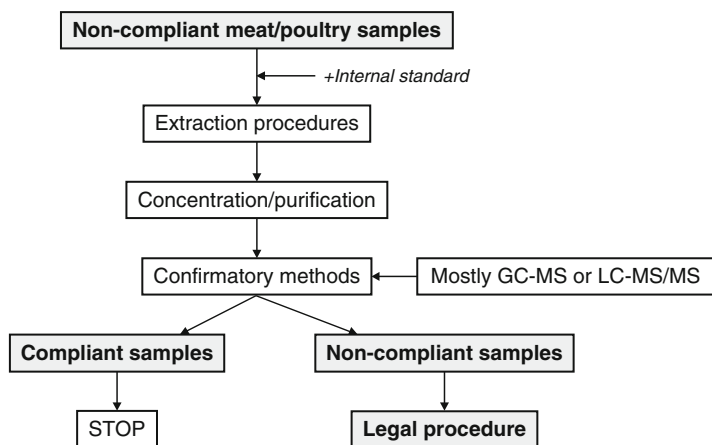 Non-compliant meat/poultry samples
+Internal standard
Extraction procedures
Concentration/purification
Confirmatory methods
Mostly GC-MS or LC-MS/MS
Compliant samples
Non-compliant samples
STOP
Legal procedure